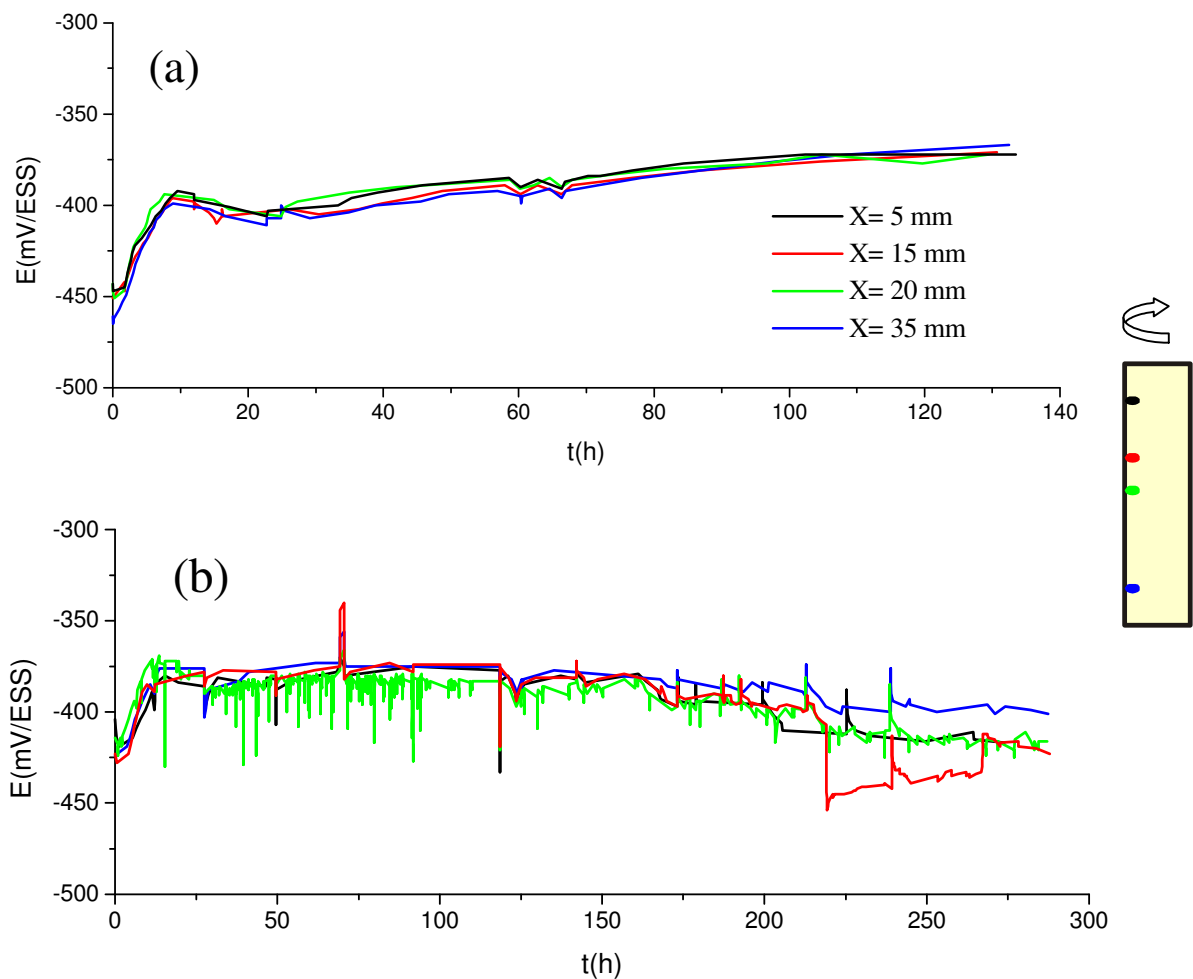 -300
-350
-400
-450
-500
E(mV/ESS)
(a)
X= 5 mm
X= 15 mm
X= 20 mm
X= 35 mm
0 20 40 60 80 100 120 140
t(h)
-300
-350
-400
-450
-500
E(mV/ESS)
(b)
0 50 100 150 200 250 300
t(h)